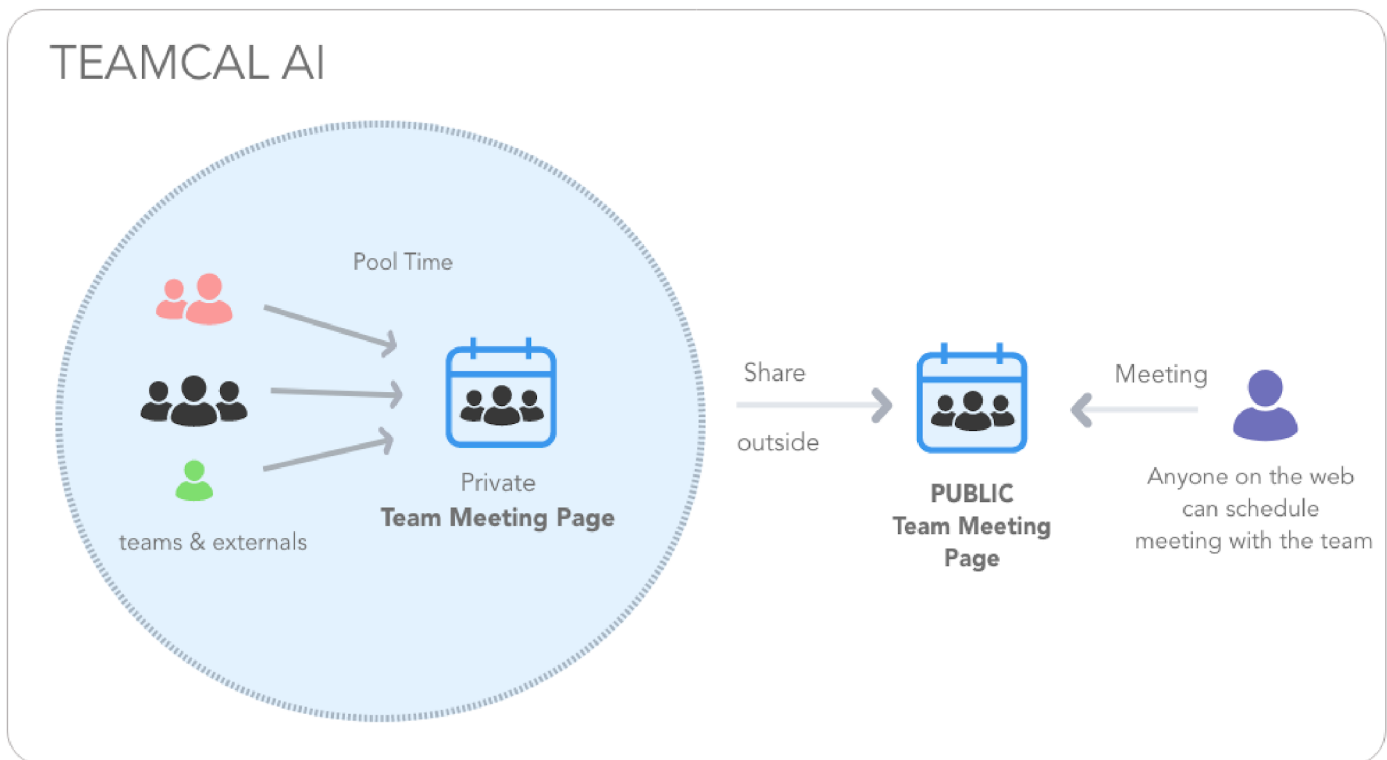 TEAMCAL AI
Pool Time
teams & externals
Private
Team Meeting Page
Share
outside
PUBLIC
Team Meeting
Page
Meeting
Anyone on the web
can schedule
meeting with the team